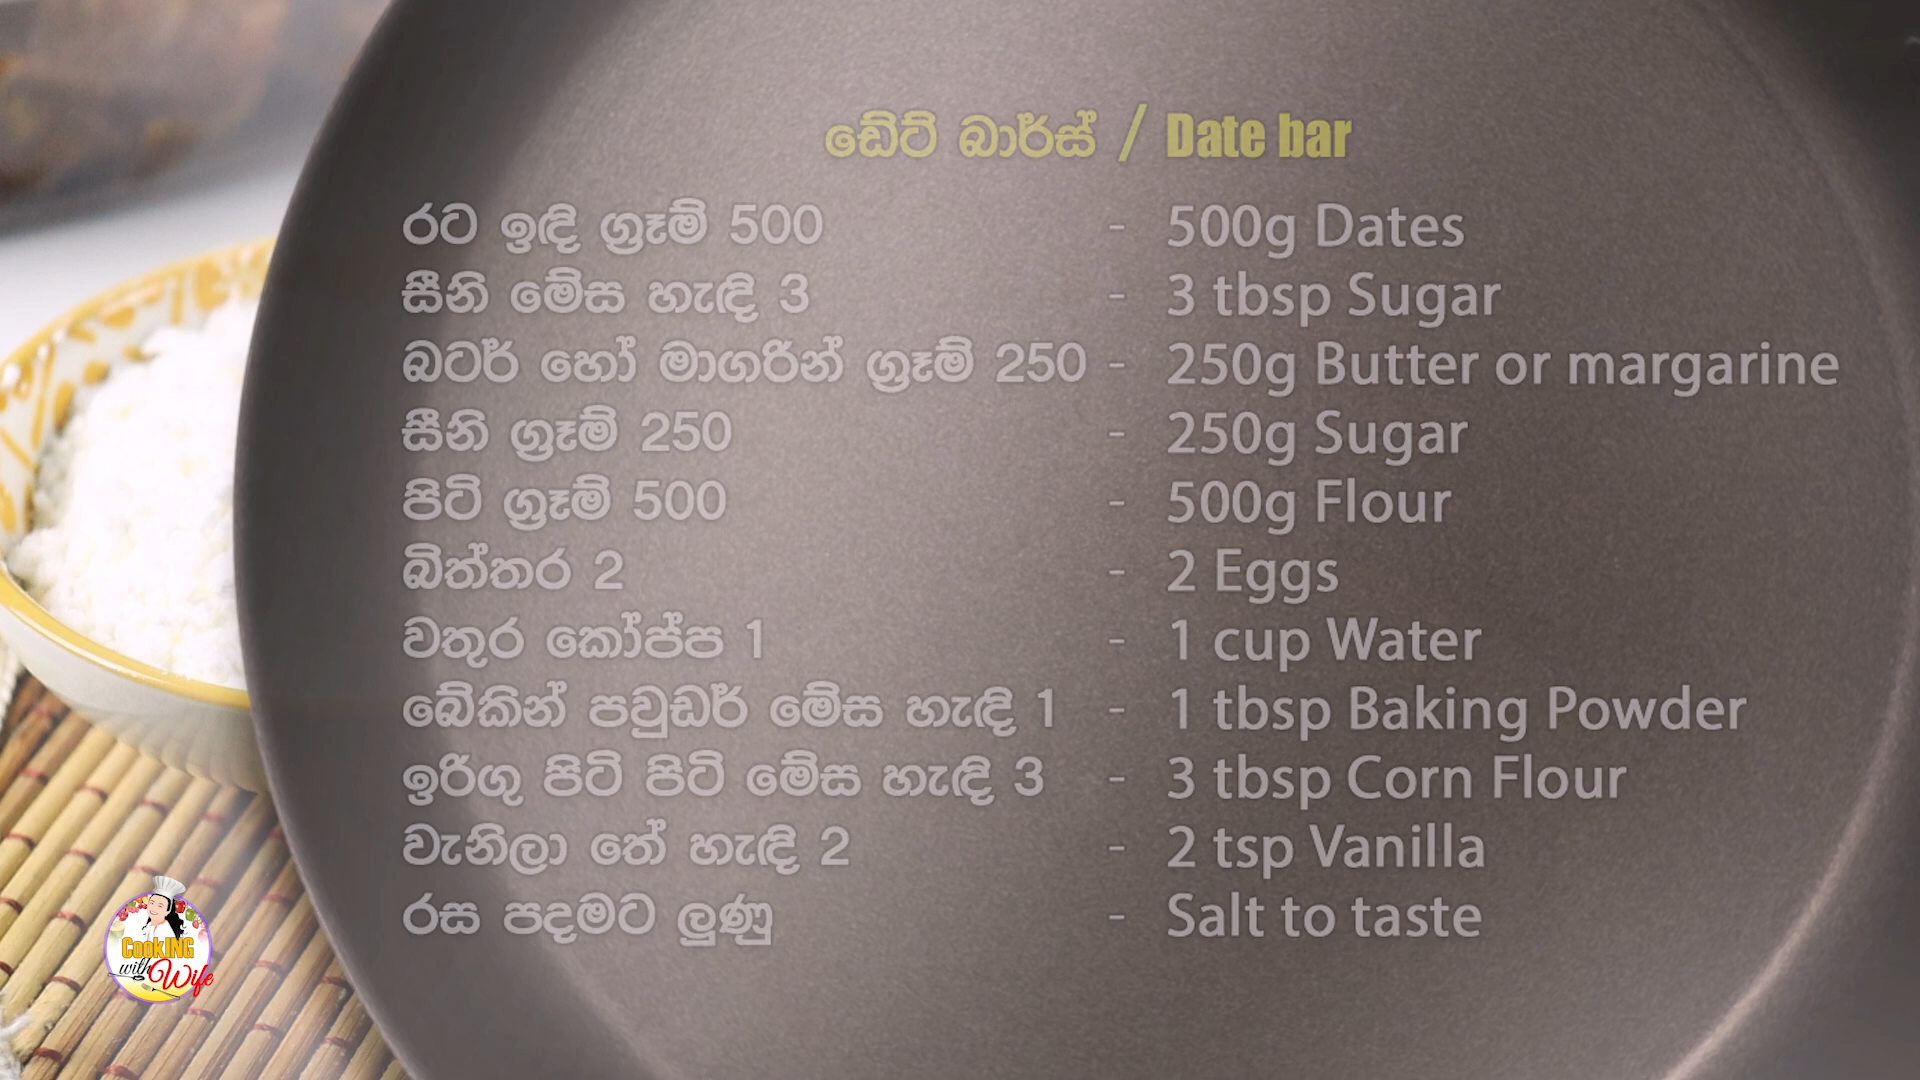 ඩේට් බාර්ස් / Date bar
රට ඉඳි ග්‍රෑම් 500 - 500g Dates
සීනි මේස හැඳි 3 - 3 tbsp Sugar
බටර් හෝ මාගරින් ග්‍රෑම් 250 - 250g Butter or margarine
සීනි ග්‍රෑම් 250 - 250g Sugar
පිටි ග්‍රෑම් 500 - 500g Flour
බිත්තර 2 - 2 Eggs
වතුර කෝප්ප 1 - 1 cup Water
බේකින් පවුඩර් මේස හැඳි 1 - 1 tbsp Baking Powder
ඉරිගු පිටි පිටි මේස හැඳි 3 - 3 tbsp Corn Flour
වැනිලා තේ හැඳි 2 - 2 tsp Vanilla
රස පදමට ලුණු - Salt to taste
CookING
with Wife